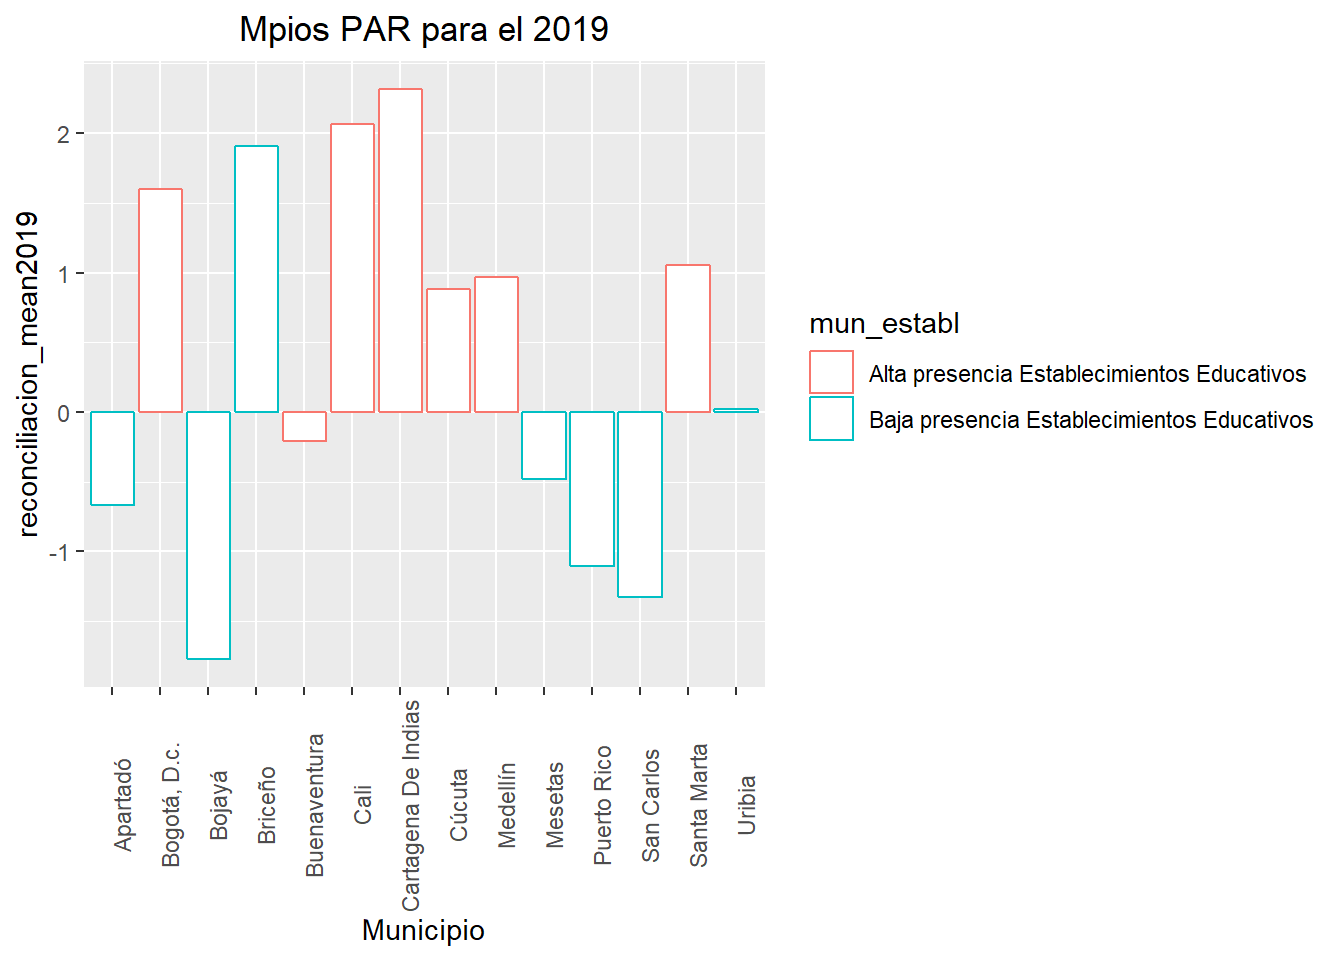 Mpios PAR para el 2019
reconciliacion_mean2019
2
1
0
-1
Apartadó
Bogotá, D.c.
Bojayá
Briceño
Buenaventura
Cali
Cartagena De Indias
Cúcuta
Medellín
Mesetas
Puerto Rico
San Carlos
Santa Marta
Uribia
Municipio
mun_establ
Alta presencia Establecimientos Educativos
Baja presencia Establecimientos Educativos